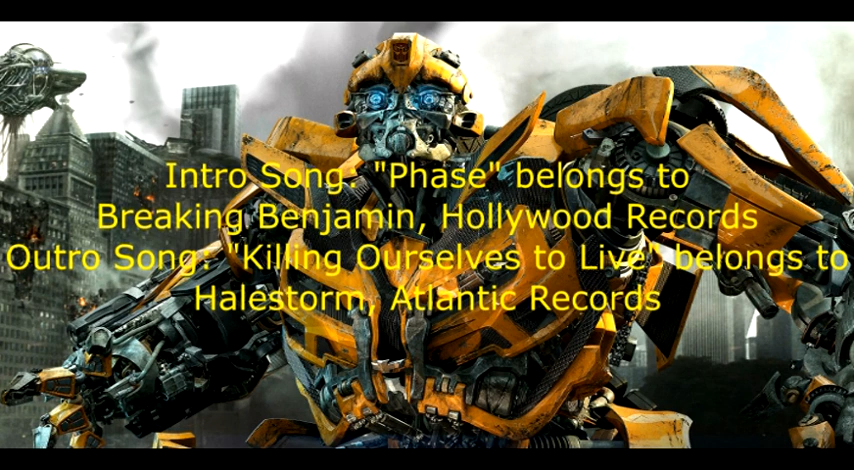 Intro Song: "Phase" belongs to
Breaking Benjamin, Hollywood Records
Outro Song: "Killing Ourselves to Live" belongs to
Halestorm, Atlantic Records